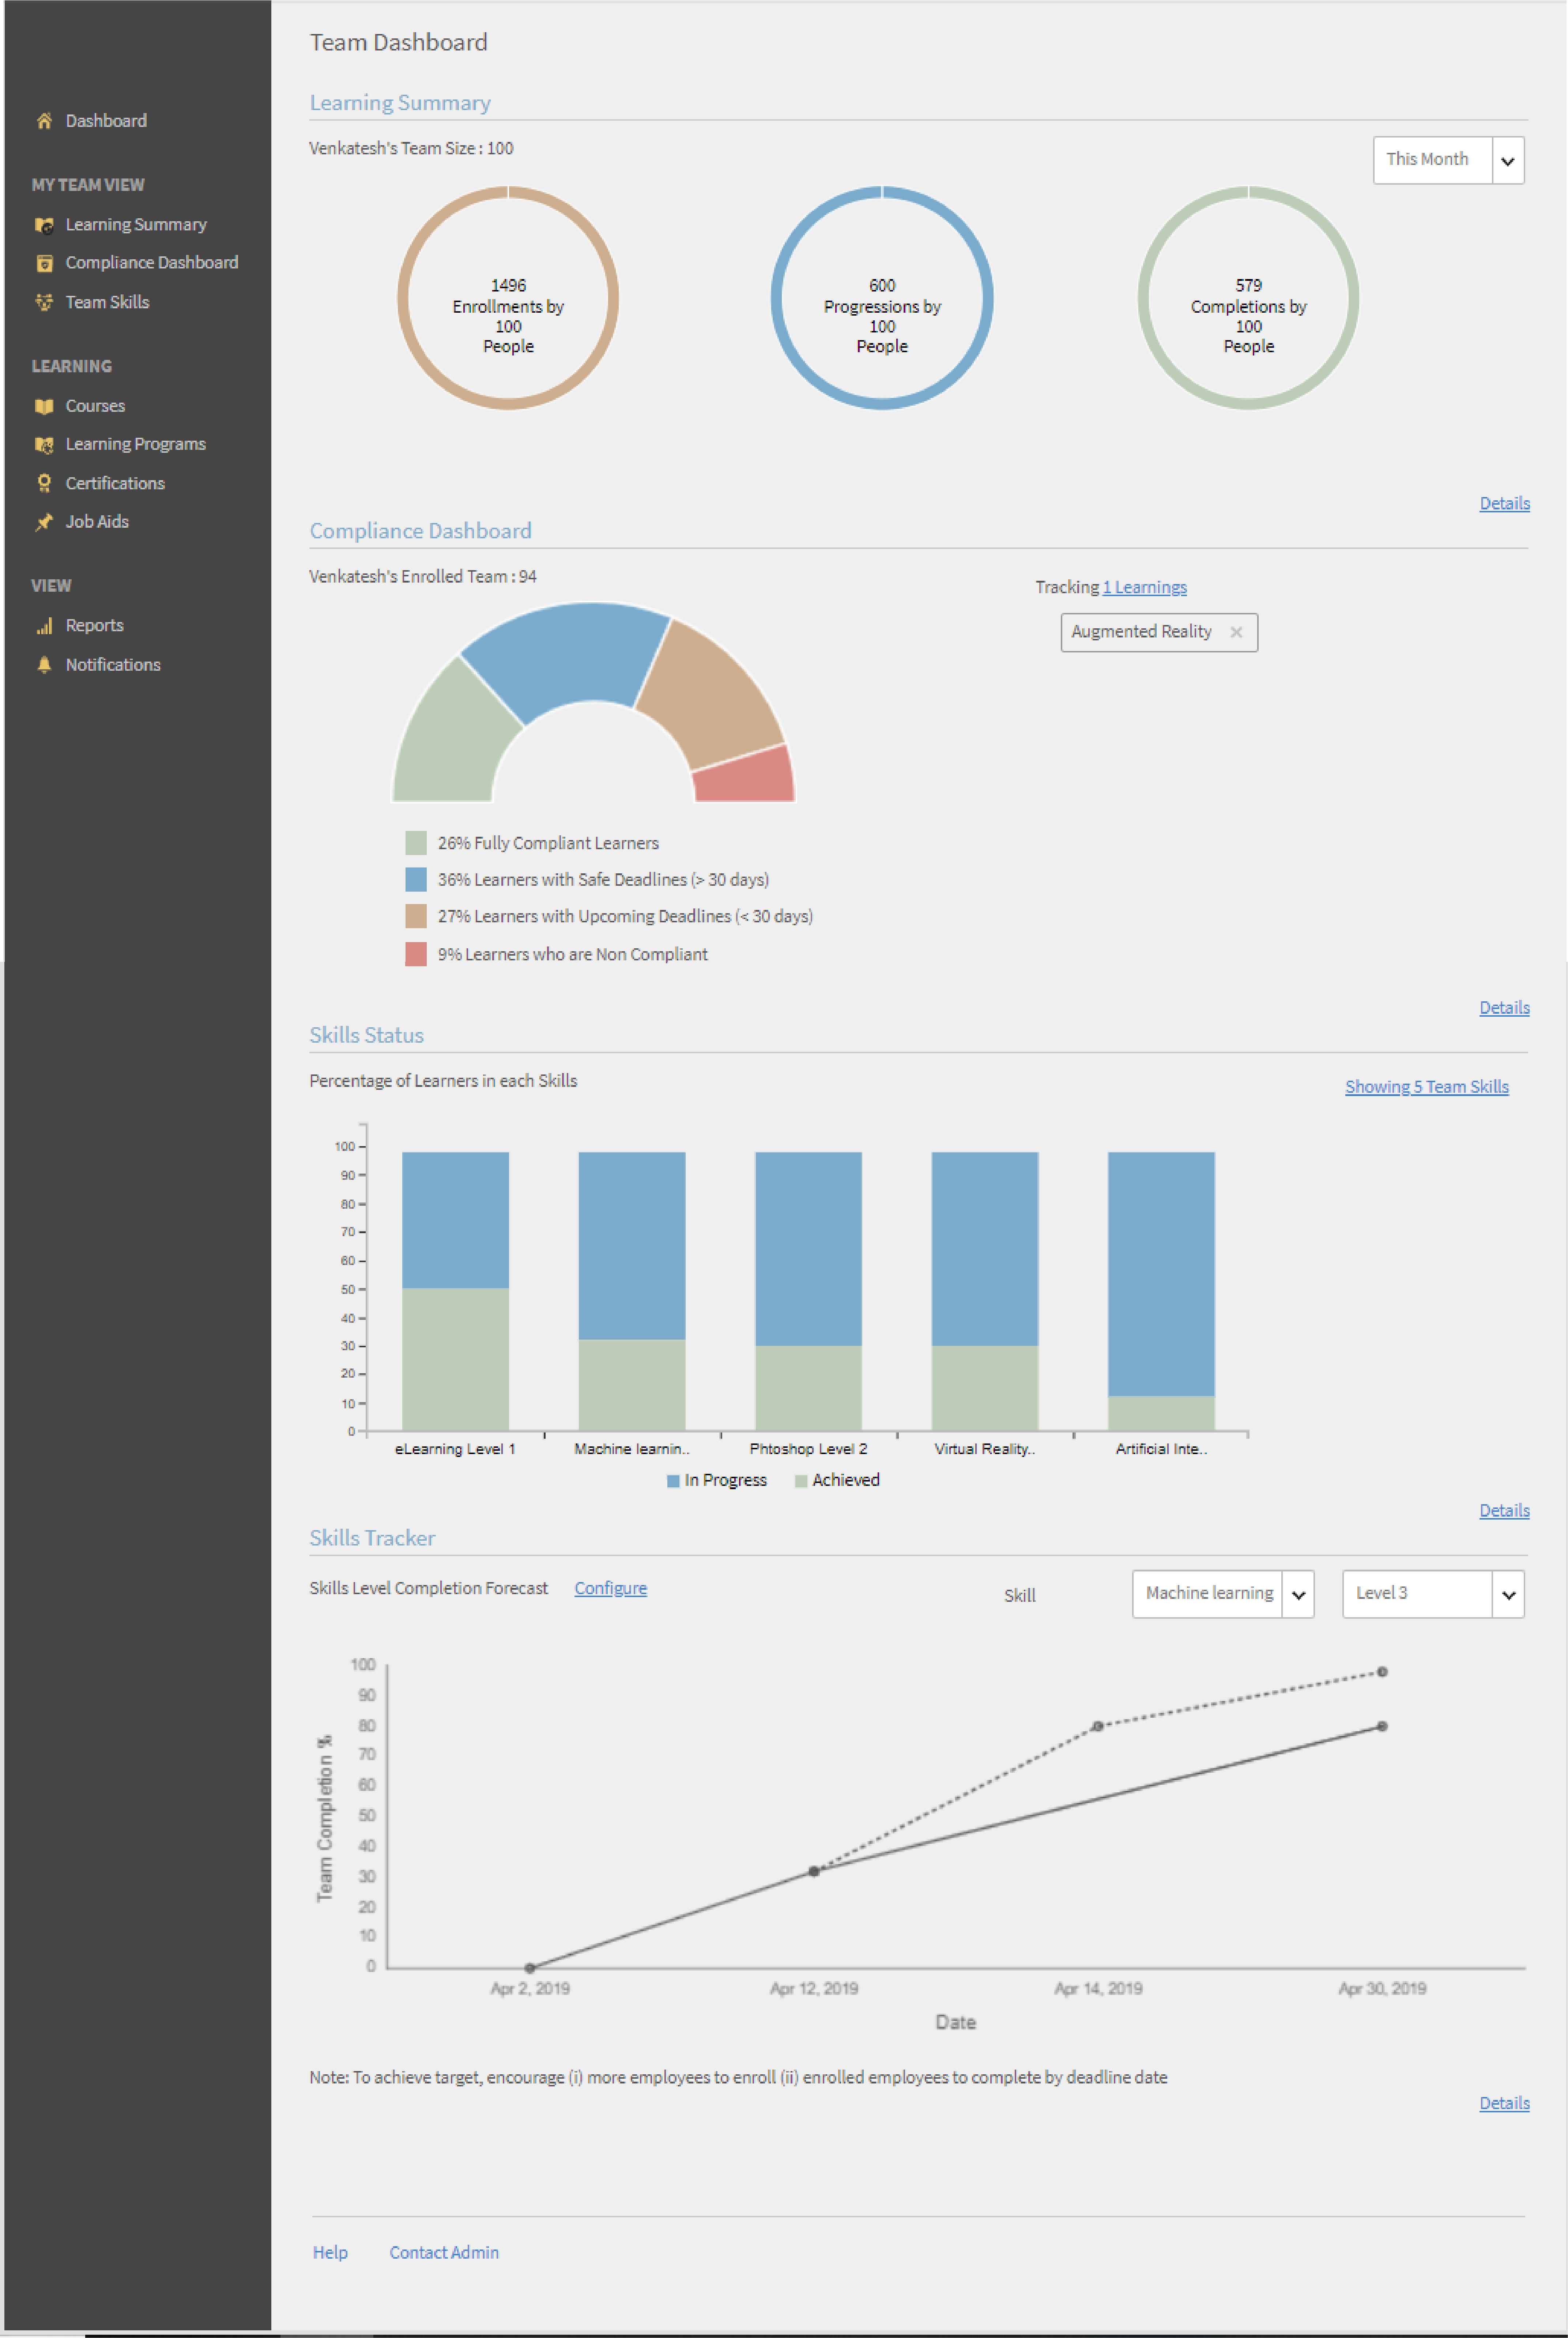 Team Dashboard
Dashboard
MY TEAM VIEW
Learning Summary
Compliance Dashboard
Team Skills
LEARNING
Courses
Learning Programs
Certifications
Job Aids
VIEW
Reports
Notifications
Learning Summary
Venkatesh's Team Size : 100
This Month
1496
Enrollments by
100
People
600
Progressions by
100
People
579
Completions by
100
People
Details
Compliance Dashboard
Venkatesh's Enrolled Team : 94
Tracking 1 Learnings
Augmented Reality ×
26% Fully Compliant Learners
36% Learners with Safe Deadlines (> 30 days)
27% Learners with Upcoming Deadlines (< 30 days)
9% Learners who are Non Compliant
Details
Skills Status
Percentage of Learners in each Skills
Showing 5 Team Skills
100
90
80
70
60
50
40
30
20
10
0
eLearning Level 1
Machine learnin..
Phtoshop Level 2
Virtual Reality..
Artificial Inte..
In Progress
Achieved
Details
Skills Tracker
Skills Level Completion Forecast
Configure
Skill
Machine learning
Level 3
Team Completion %
100
90
80
70
60
50
40
30
20
10
0
Apr 2, 2019
Apr 12, 2019
Apr 14, 2019
Apr 30, 2019
Date
Note: To achieve target, encourage (i) more employees to enroll (ii) enrolled employees to complete by deadline date
Details
Help
Contact Admin